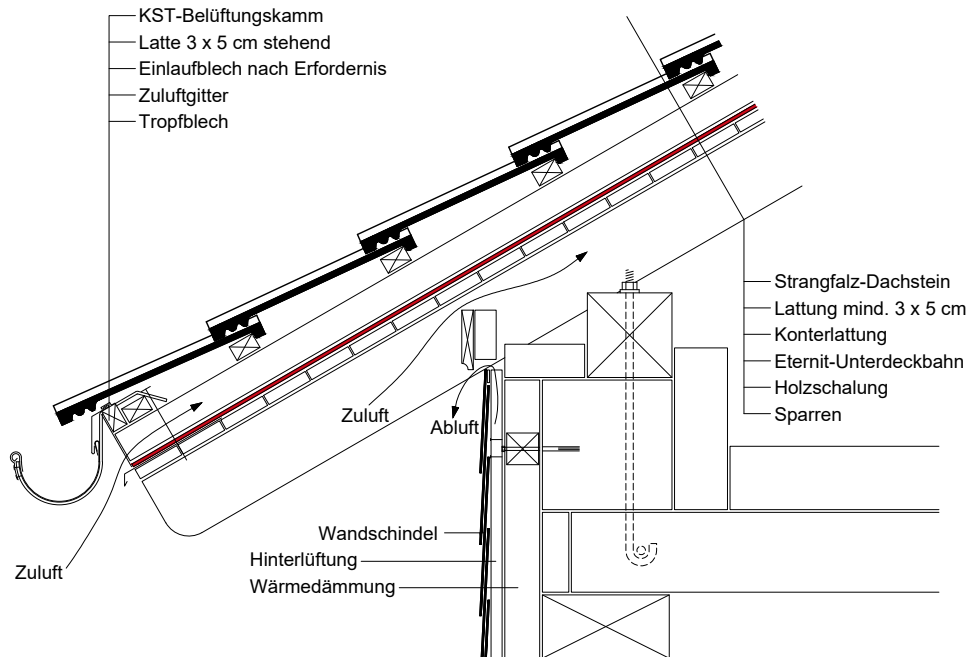 KST-Belüftungskamm
Latte 3 x 5 cm stehend
Einlaufblech nach Erfordernis
Zuluftgitter
Tropfblech
Strangfalz-Dachstein
Lattung mind. 3 x 5 cm
Konterlattung
Eternit-Unterdeckbahn
Holzschalung
Sparren
Zuluft
Abluft
Wandschindel
Hinterlüftung
Wärmedämmung
Zuluft